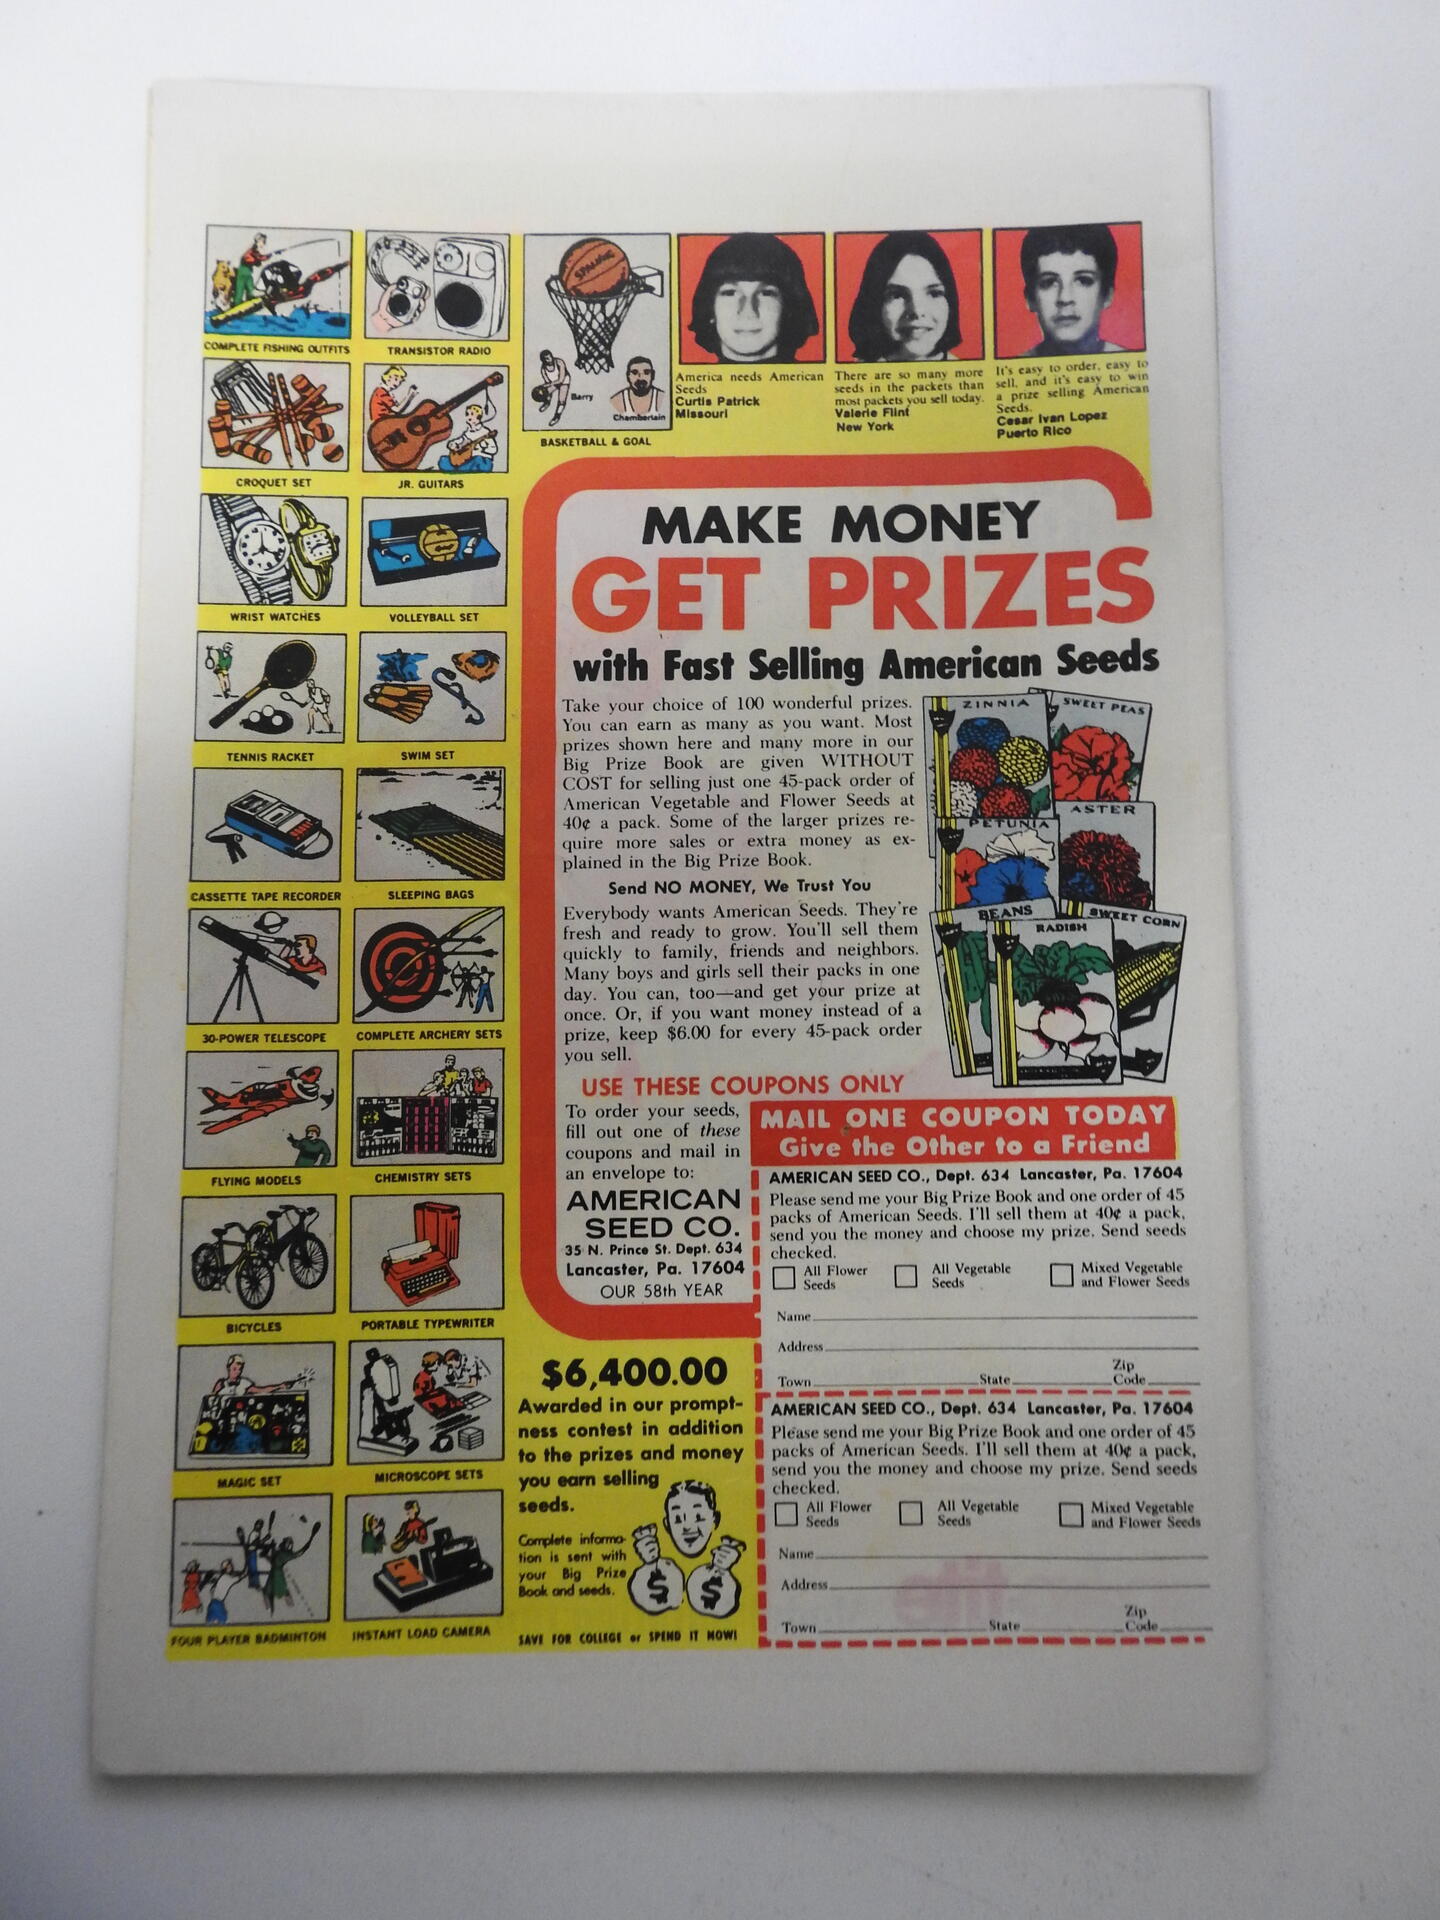 COMPLETE FISHING OUTFITS
TRANSISTOR RADIO
CROQUET SET
JR. GUITARS
WRIST WATCHES
VOLLEYBALL SET
TENNIS RACKET
SWIM SET
CASSETTE TAPE RECORDER
SLEEPING BAGS
30-POWER TELESCOPE
COMPLETE ARCHERY SETS
FLYING MODELS
CHEMISTRY SETS
BICYCLES
PORTABLE TYPEWRITER
MAGIC SET
MICROSCOPE SETS
FOUR PLAYER BADMINTON
INSTANT LOAD CAMERA
SPALDING
Barry
Chamberlain
BASKETBALL & GOAL
America needs American
Seeds
Curtis Patrick
Missouri
There are so many more
seeds in the packets than
most packets you sell today.
Valerie Flint
New York
It's easy to order, easy to
sell, and it's easy to win
a prize selling American
Seeds.
Cesar Ivan Lopez
Puerto Rico
MAKE MONEY
GET PRIZES
with Fast Selling American Seeds
Take your choice of 100 wonderful prizes.
You can earn as many as you want. Most
prizes shown here and many more in our
Big Prize Book are given WITHOUT
COST for selling just one 45-pack order of
American Vegetable and Flower Seeds at
40¢ a pack. Some of the larger prizes re-
quire more sales or extra money as ex-
plained in the Big Prize Book.
Send NO MONEY, We Trust You
Everybody wants American Seeds. They're
fresh and ready to grow. You'll sell them
quickly to family, friends and neighbors.
Many boys and girls sell their packs in one
day. You can, too—and get your prize at
once. Or, if you want money instead of a
prize, keep $6.00 for every 45-pack order
you sell.
ZINNIA
SWEET PEAS
PETUNIA
ASTER
BEANS
RADISH
SWEET CORN
USE THESE COUPONS ONLY
To order your seeds,
fill out one of these
coupons and mail in
an envelope to:
AMERICAN
SEED CO.
35 N. Prince St. Dept. 634
Lancaster, Pa. 17604
OUR 58th YEAR
$6,400.00
Awarded in our prompt-
ness contest in addition
to the prizes and money
you earn selling
seeds.
Complete informa-
tion is sent with
your Big Prize
Book and seeds.
$ $
SAVE FOR COLLEGE or SPEND IT NOW!
MAIL ONE COUPON TODAY
Give the Other to a Friend
AMERICAN SEED CO., Dept. 634 Lancaster, Pa. 17604
Please send me your Big Prize Book and one order of 45
packs of American Seeds. I'll sell them at 40¢ a pack,
send you the money and choose my prize. Send seeds
checked.
All Flower Seeds
All Vegetable Seeds
Mixed Vegetable and Flower Seeds
Name
Address
Town State Zip Code
AMERICAN SEED CO., Dept. 634 Lancaster, Pa. 17604
Please send me your Big Prize Book and one order of 45
packs of American Seeds. I'll sell them at 40¢ a pack,
send you the money and choose my prize. Send seeds
checked.
All Flower Seeds
All Vegetable Seeds
Mixed Vegetable and Flower Seeds
Name
Address
Town State Zip Code